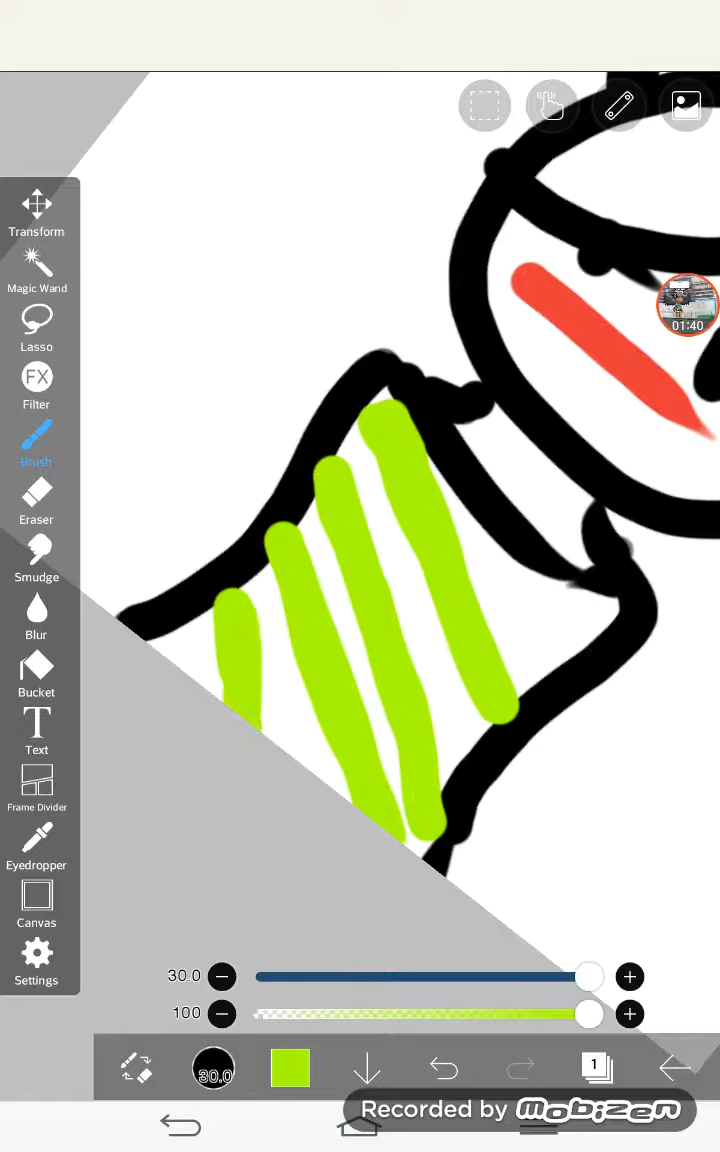 Transform
Magic Wand
01:40
Lasso
FX
Filter
Brush
Eraser
Smudge
Blur
Bucket
T
Text
Frame Divider
Eyedropper
Canvas
Settings
30.0
100
30.0
1
Recorded by mobizen